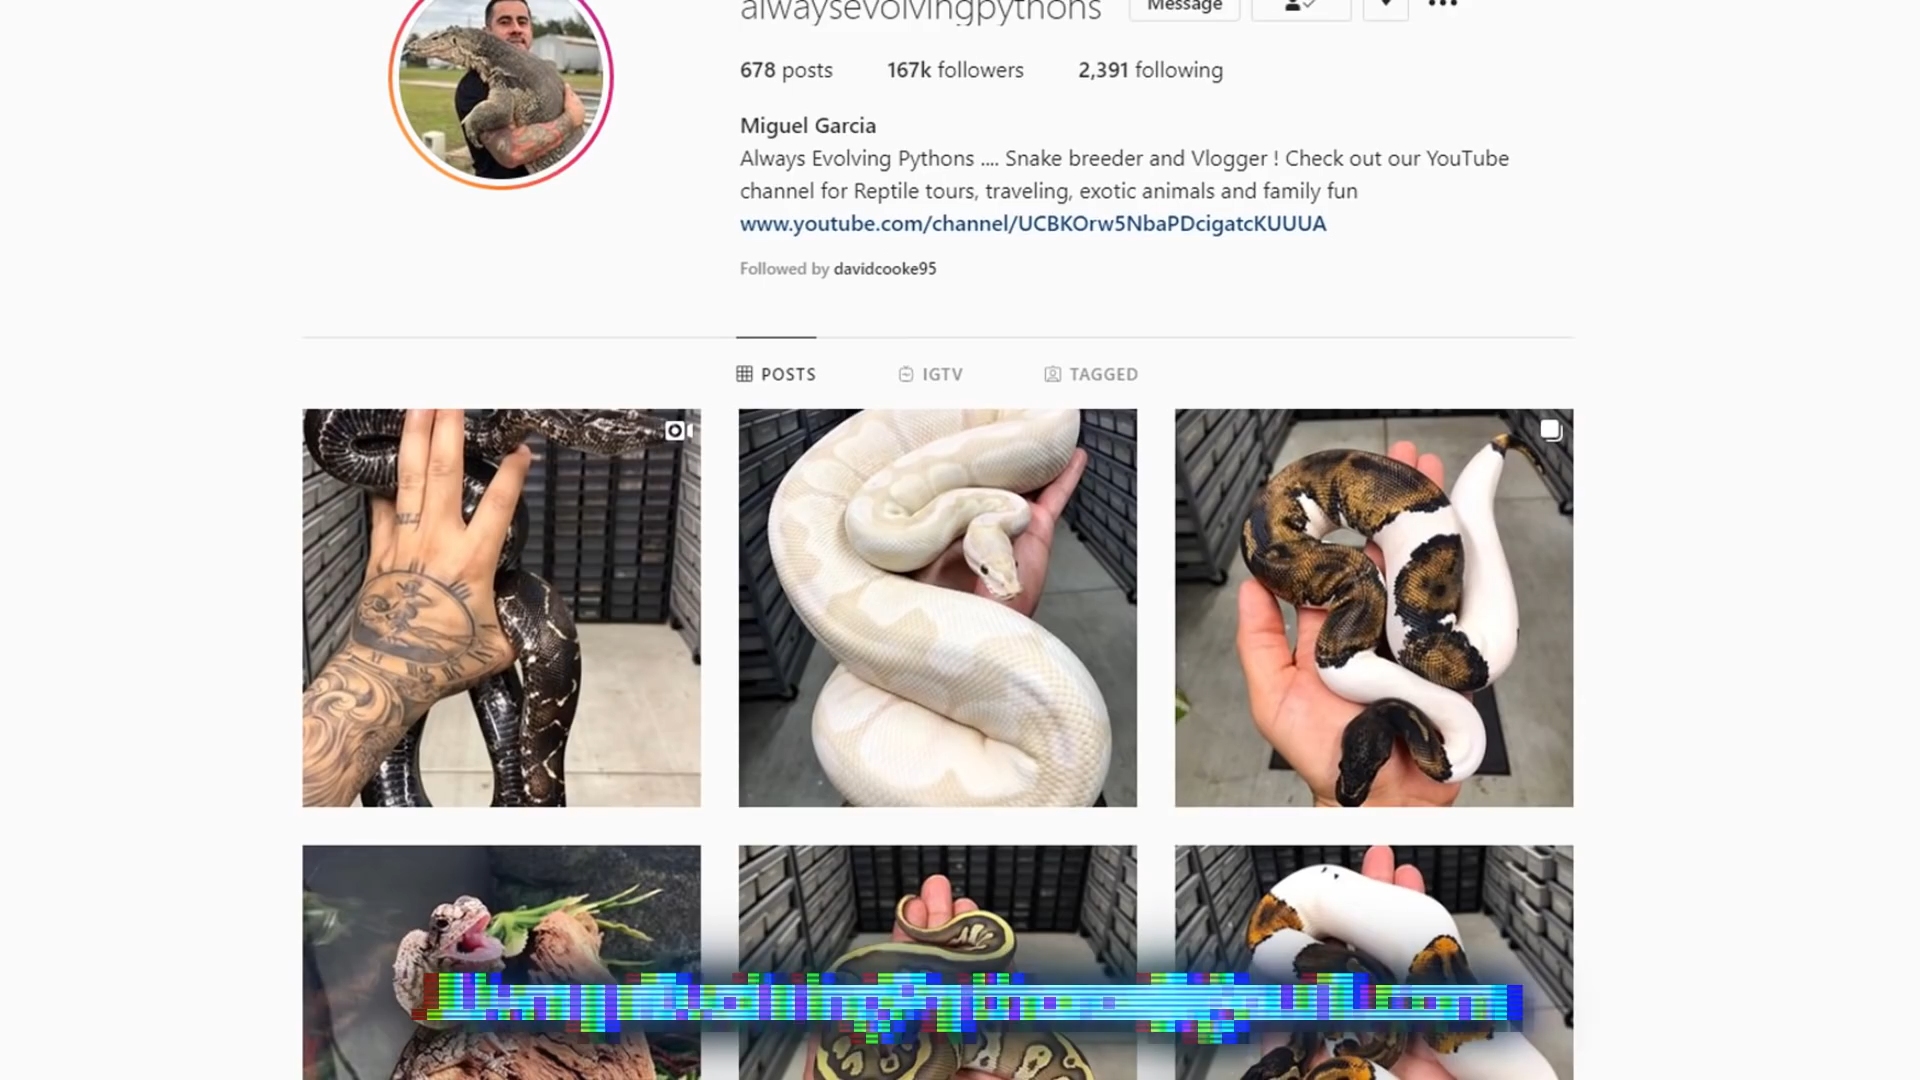 alwaysevolvingpythons Message
678 posts 167k followers 2,391 following
Miguel Garcia
Always Evolving Pythons .... Snake breeder and Vlogger ! Check out our YouTube
channel for Reptile tours, traveling, exotic animals and family fun
www.youtube.com/channel/UCBKOrw5NbaPDcigatcKUUUA
Followed by davidcooke95
POSTS IGTV TAGGED